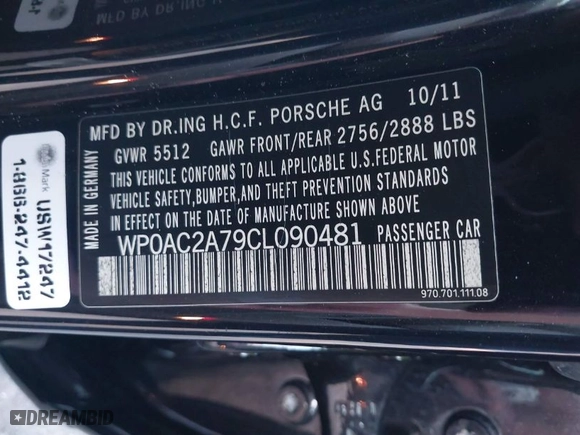 MFD BY DR.ING H.C.F. PORSCHE AG 10/11
GVWR 5512 GAWR FRONT/REAR 2756/2888 LBS
THIS VEHICLE CONFORMS TO ALL APPLICABLE U.S.FEDERAL MOTOR
VEHICLE SAFETY,BUMPER,AND THEFT PREVENTION STANDARDS
IN EFFECT ON THE DATE OF MANUFACTURE SHOWN ABOVE
WP0AC2A79CL090481 PASSENGER CAR
970.701.111.08
MADE IN GERMANY
Mark
USM47247
1-888-247-4412
DREAMBID